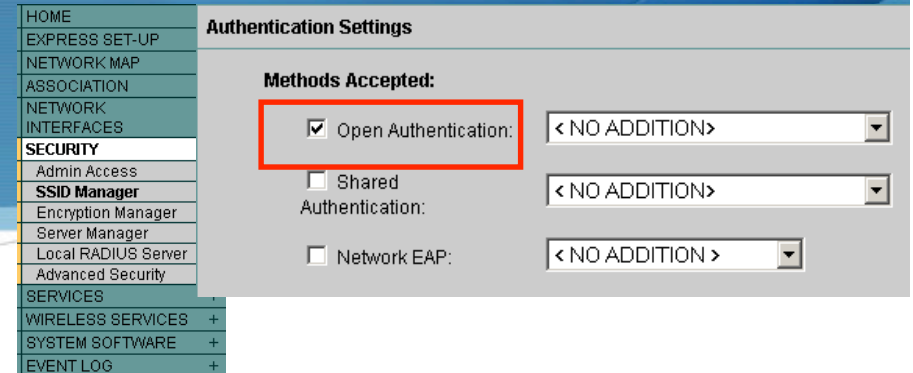 HOME
EXPRESS SET-UP
NETWORK MAP
ASSOCIATION
NETWORK
INTERFACES
SECURITY
Admin Access
SSID Manager
Encryption Manager
Server Manager
Local RADIUS Server
Advanced Security
SERVICES +
WIRELESS SERVICES +
SYSTEM SOFTWARE +
EVENT LOG +
Authentication Settings
Methods Accepted:
Open Authentication: < NO ADDITION>
Shared
Authentication: < NO ADDITION>
Network EAP: < NO ADDITION >